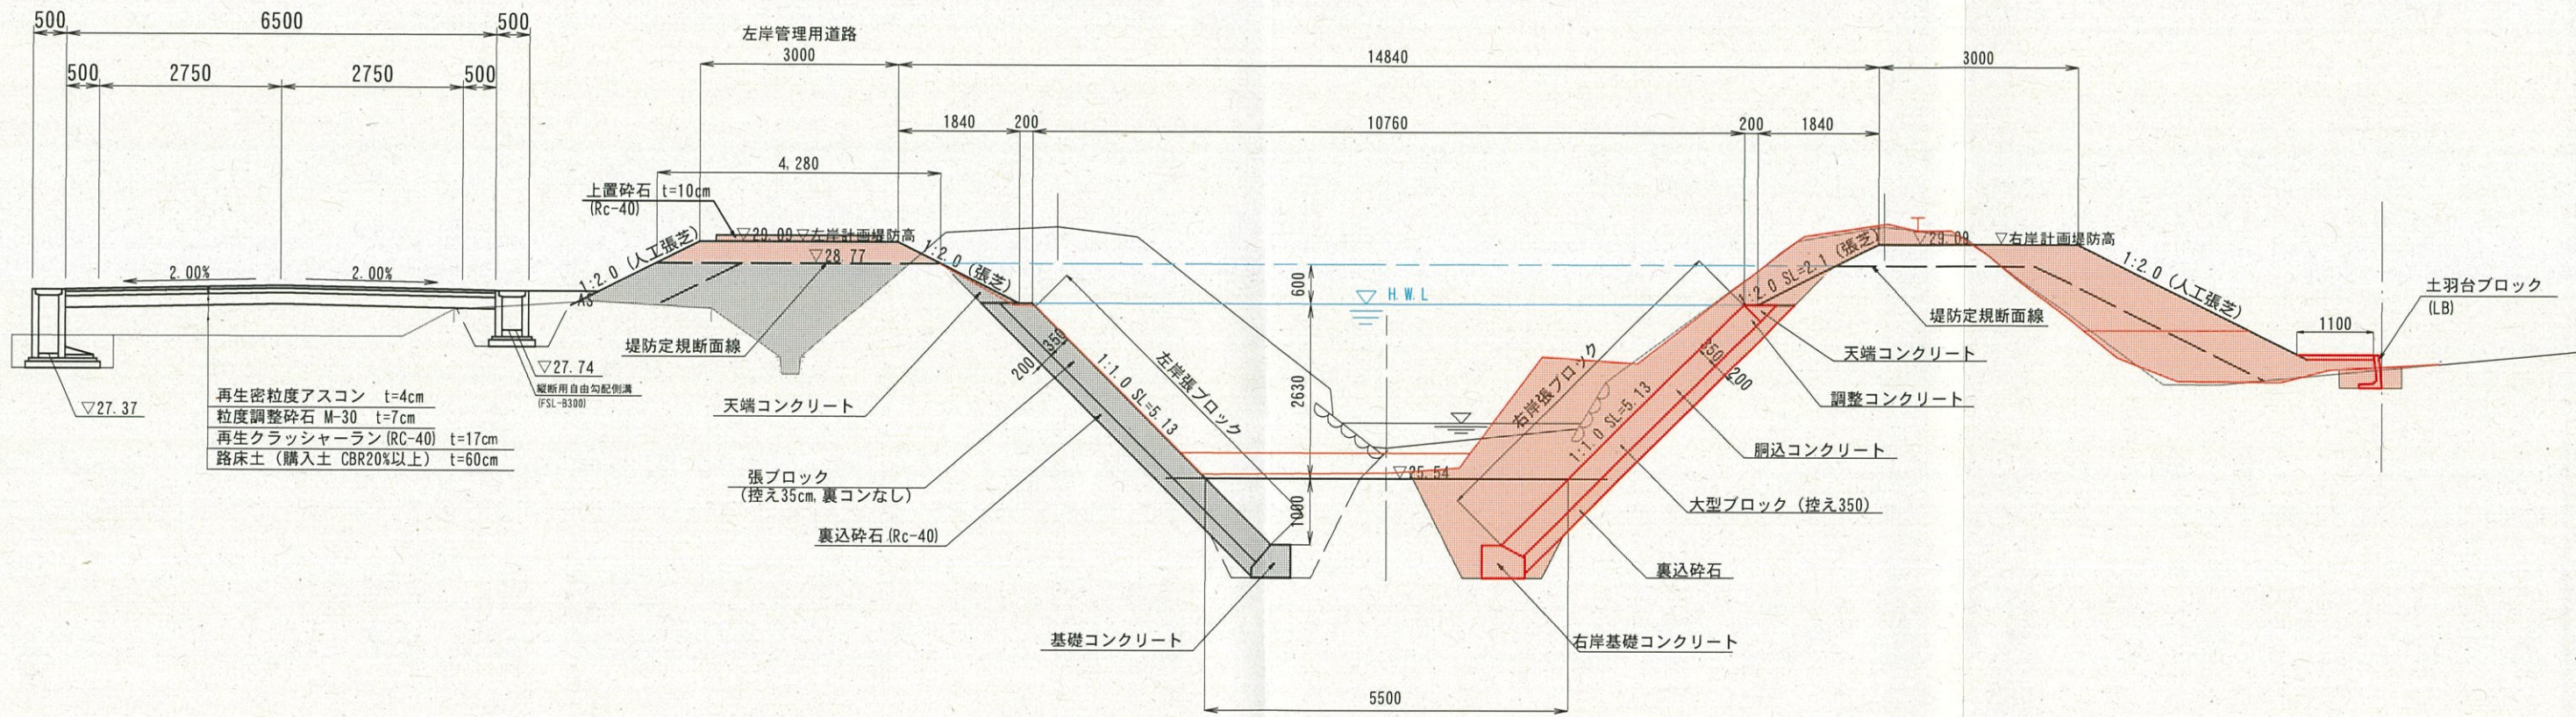 500
6500
500
500
2750
2750
500
左岸管理用道路
3000
14840
3000
1840
200
10760
200
1840
4,280
上置砕石 t=10cm
(Rc-40)
▽29.09 ▽左岸計画堤防高
▽28.77
1:2.0 (人工張芝)
1:2.0 (張芝)
2.00%
2.00%
AS
600
▽ H.W.L
1:2.0 SL=2.1 (張芝)
▽29.09
▽右岸計画堤防高
1:2.0 (人工張芝)
土羽台ブロック
(LB)
1100
堤防定規断面線
堤防定規断面線
天端コンクリート
調整コンクリート
胴込コンクリート
大型ブロック (控え350)
裏込砕石
右岸基礎コンクリート
▽27.74
縦断用自由勾配側溝
(FSL-B300)
▽27.37
再生密粒度アスコン t=4cm
粒度調整砕石 M-30 t=7cm
再生クラッシャーラン(RC-40) t=17cm
路床土 (購入土 CBR20%以上) t=60cm
350
200
1:1.0 SL=5.13
左岸張ブロック
2630
右岸張ブロック
1:1.0 SL=5.13
350
200
天端コンクリート
張ブロック
(控え35cm,裏コンなし)
裏込砕石(Rc-40)
▽25.54
1000
基礎コンクリート
5500